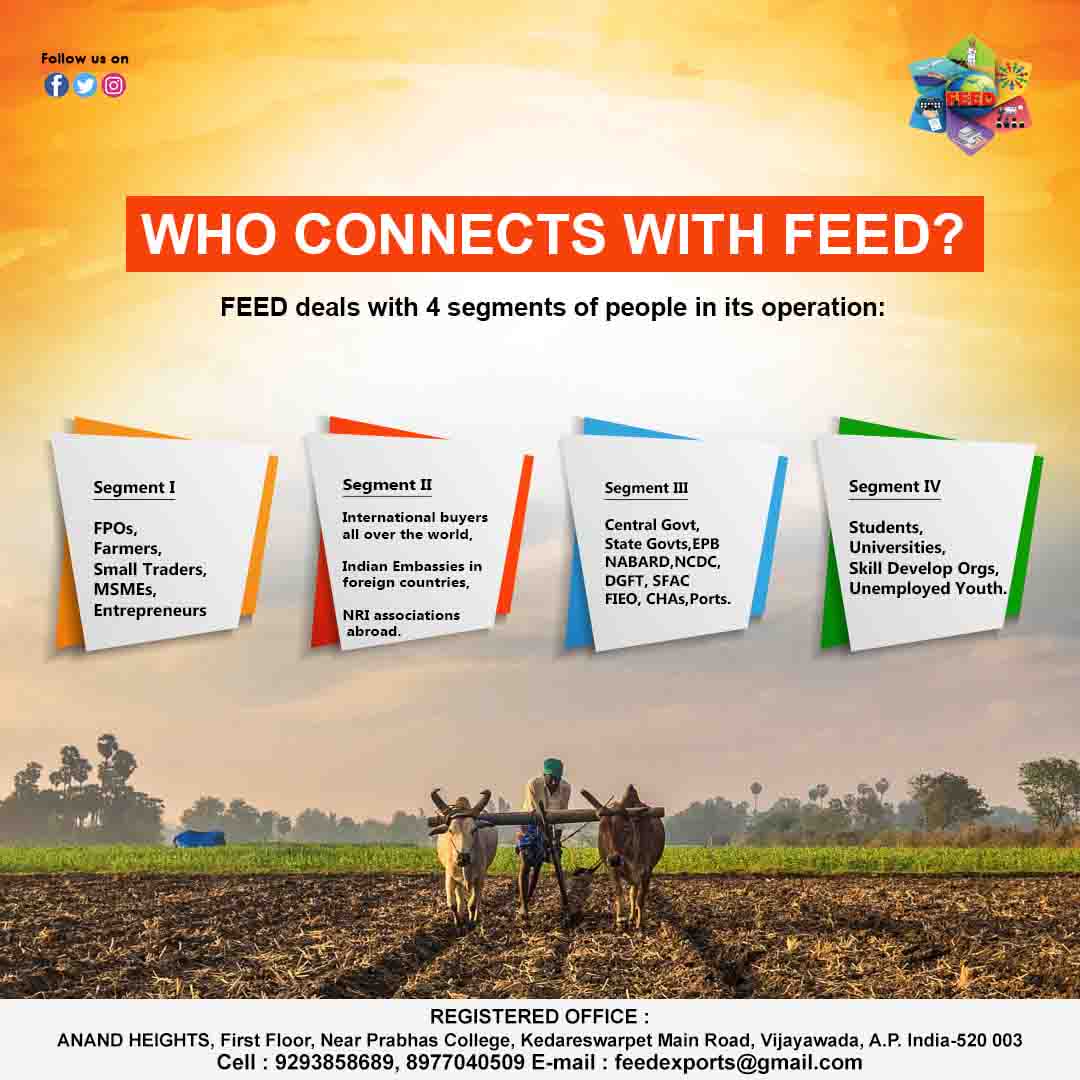 Follow us on
FEED
WHO CONNECTS WITH FEED?
FEED deals with 4 segments of people in its operation:
Segment I
FPOs,
Farmers,
Small Traders,
MSMEs,
Entrepreneurs
Segment II
International buyers
all over the world,
Indian Embassies in
foreign countries,
NRI associations
abroad.
Segment III
Central Govt,
State Govts,EPB
NABARD,NCDC,
DGFT, SFAC
FIEO, CHAs,Ports.
Segment IV
Students,
Universities,
Skill Develop Orgs,
Unemployed Youth.
REGISTERED OFFICE :
ANAND HEIGHTS, First Floor, Near Prabhas College, Kedareswarpet Main Road, Vijayawada, A.P. India-520 003
Cell : 9293858689, 8977040509 E-mail : feedexports@gmail.com